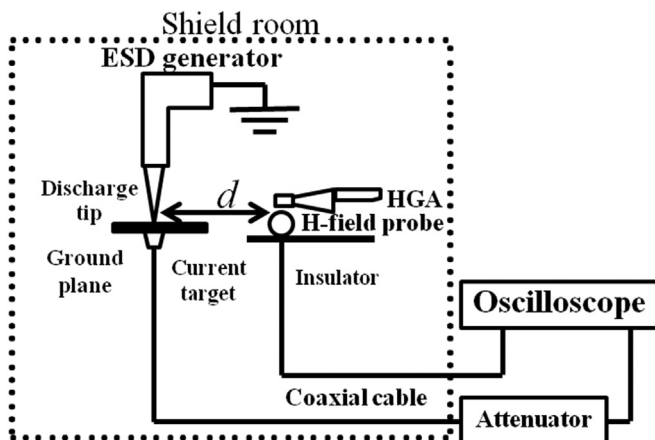 Shield room
ESD generator
Discharge
tip
d
HGA
H-field probe
Ground
plane
Current
target
Insulator
Oscilloscope
Coaxial cable
Attenuator